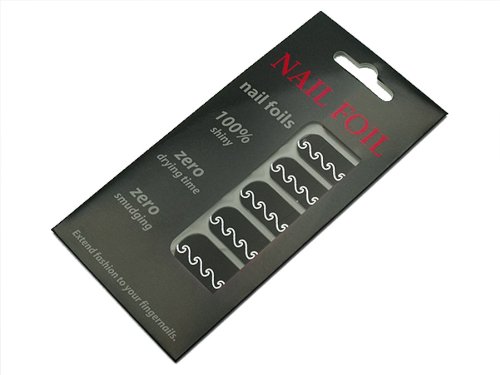 NAIL FOIL
nail foils
100%
shiny
zero
drying time
zero
smudging
Extend fashion to your fingernails.